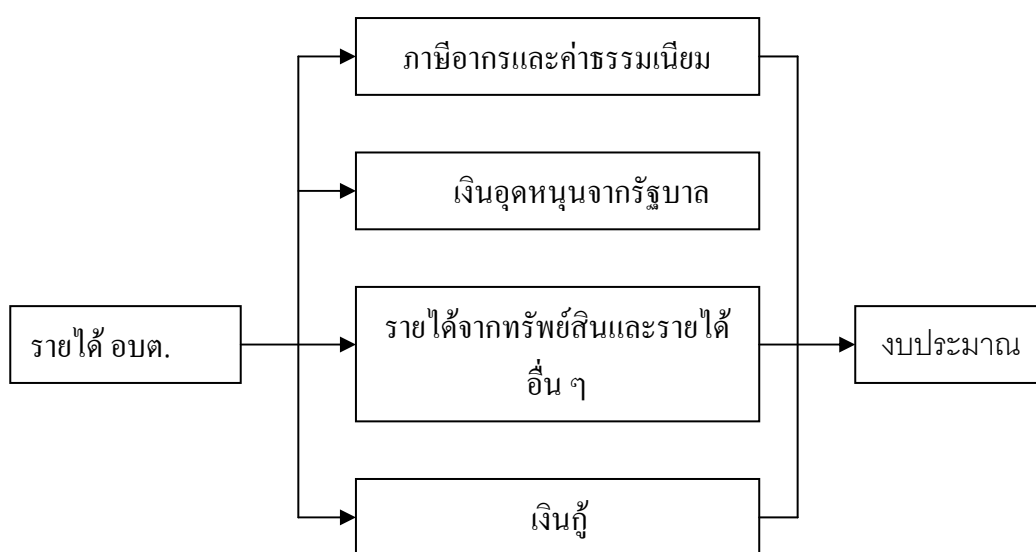 ภาษีอากรและค่าธรรมเนียม
เงินอุดหนุนจากรัฐบาล
รายได้ อบต.
รายได้จากทรัพย์สินและรายได้
อื่น ๆ
งบประมาณ
เงินกู้